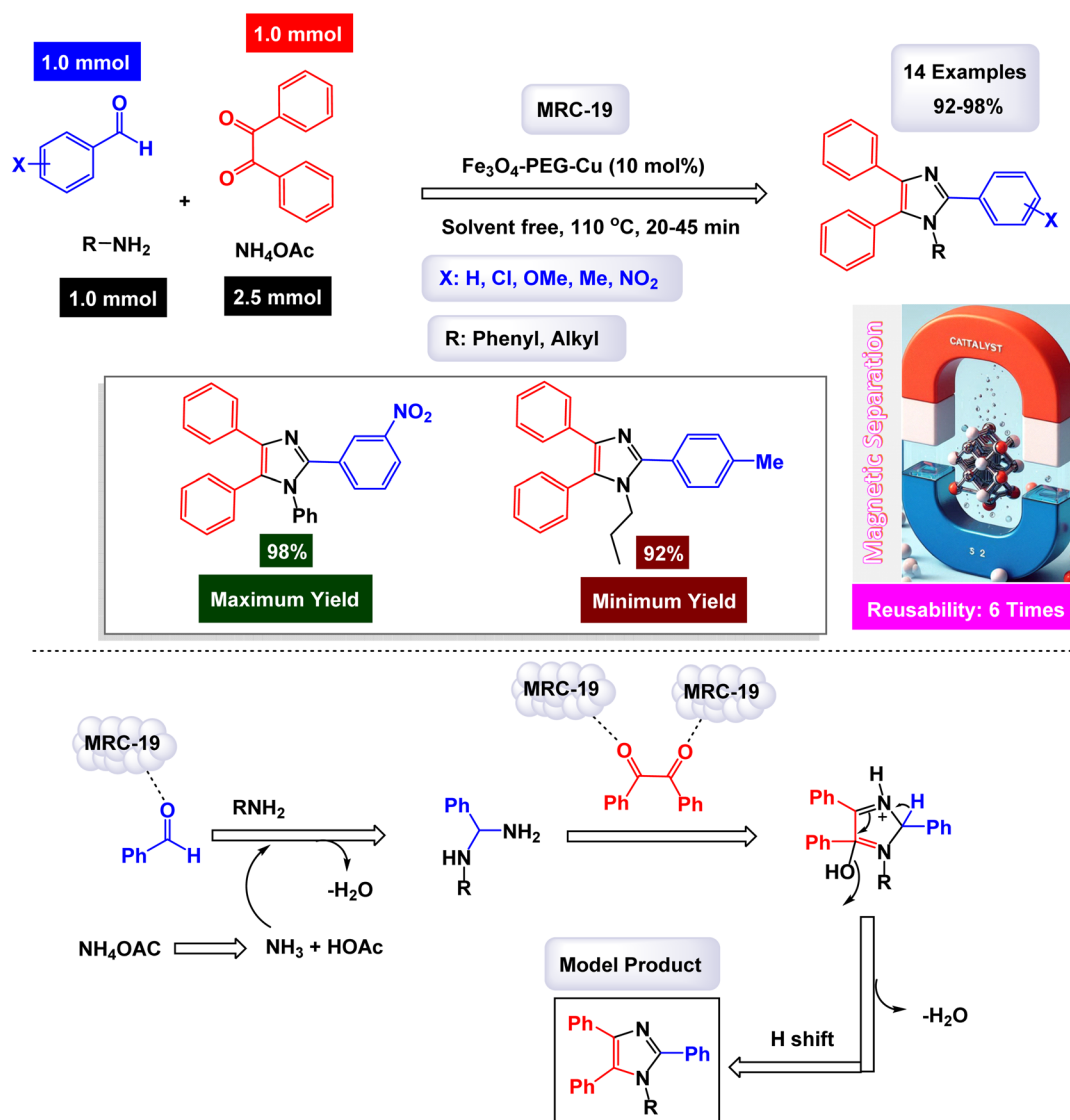 1.0 mmol
1.0 mmol
O
H
X
O
O
+
R–NH₂
NH₄OAc
1.0 mmol
2.5 mmol
MRC-19
Fe₃O₄-PEG-Cu (10 mol%)
Solvent free, 110 °C, 20-45 min
X: H, Cl, OMe, Me, NO₂
R: Phenyl, Alkyl
14 Examples
92-98%
N
N
R
X
N
N
Ph
NO₂
98%
Maximum Yield
N
N
Me
92%
Minimum Yield
Magnetic Separation
CATTALYST
S 2
Reusability: 6 Times
MRC-19
O
Ph
H
RNH₂
-H₂O
NH₄OAC
NH₃ + HOAc
Ph
NH₂
HN
R
MRC-19
MRC-19
O
O
Ph
Ph
H
Ph
N
+
H
Ph
Ph
N
HO
R
-H₂O
H shift
Model Product
Ph
N
Ph
Ph
N
R